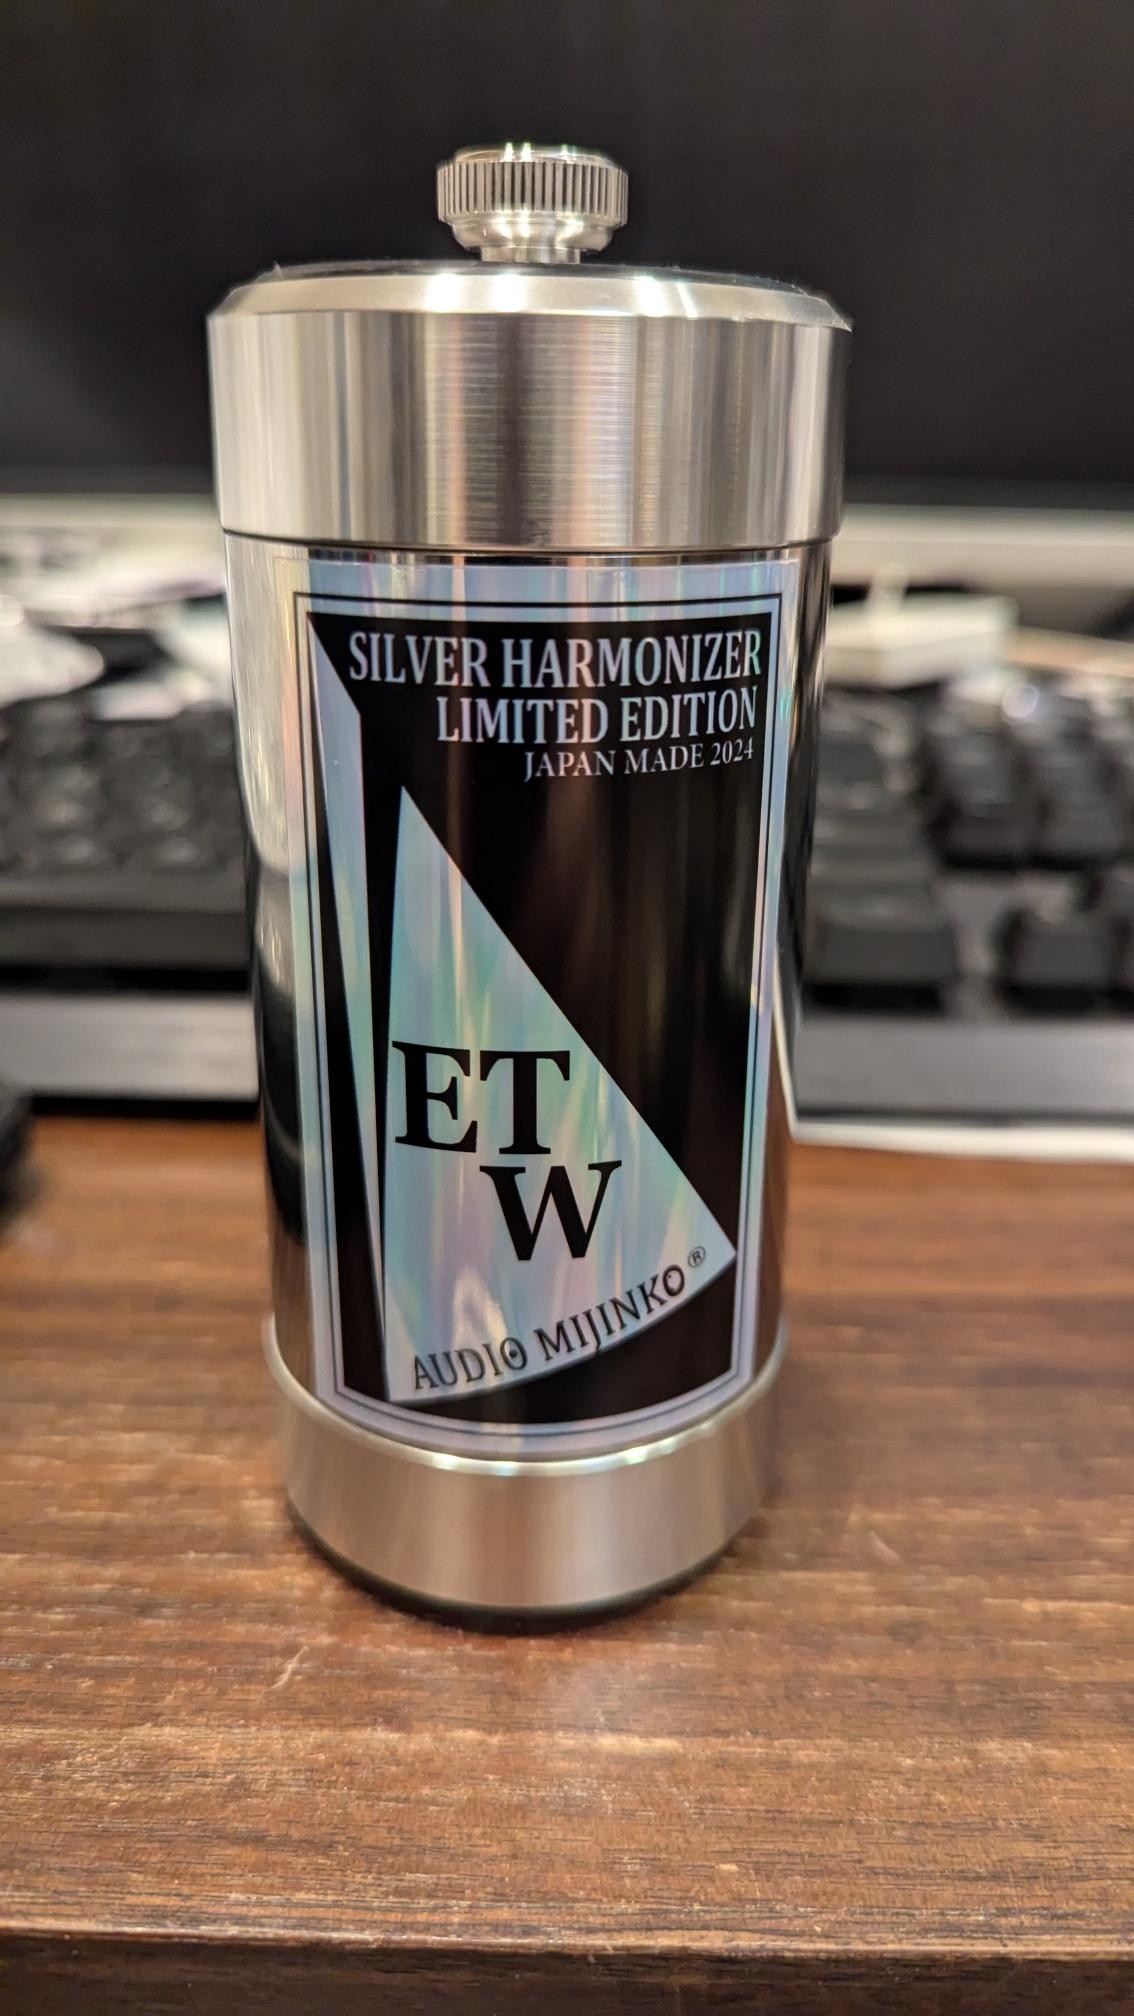 SILVER HARMONIZER
LIMITED EDITION
JAPAN MADE 2024
ET
W
AUDIO MIJINKO®